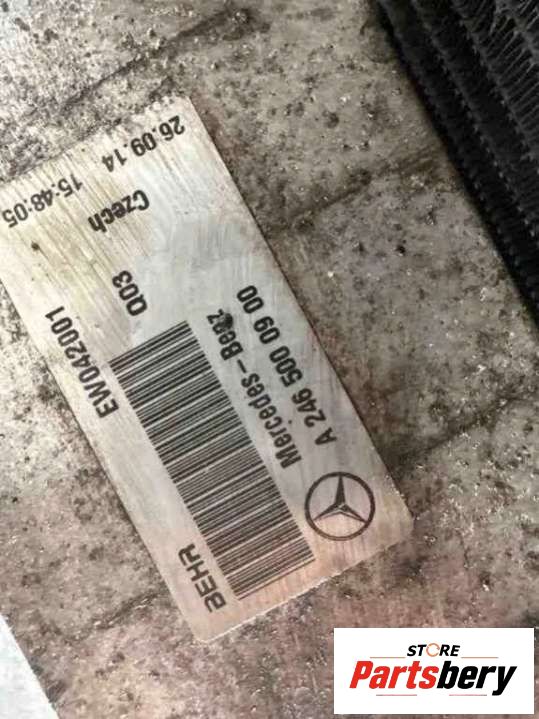 BEHR
EW042001
Q03
Czech
26.09.14 15:48:05
Mercedes-Benz
A 246 500 09 00
STORE
Partsbery